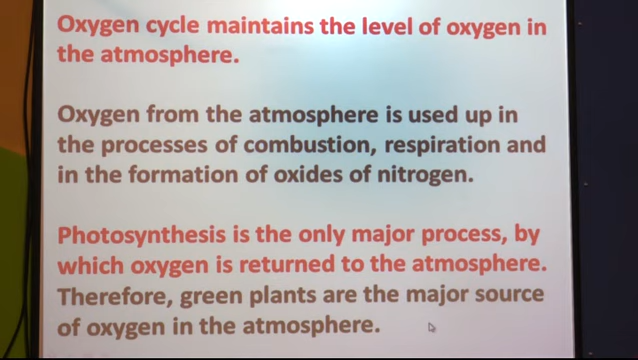 Oxygen cycle maintains the level of oxygen in
the atmosphere.
Oxygen from the atmosphere is used up in
the processes of combustion, respiration and
in the formation of oxides of nitrogen.
Photosynthesis is the only major process, by
which oxygen is returned to the atmosphere.
Therefore, green plants are the major source
of oxygen in the atmosphere.